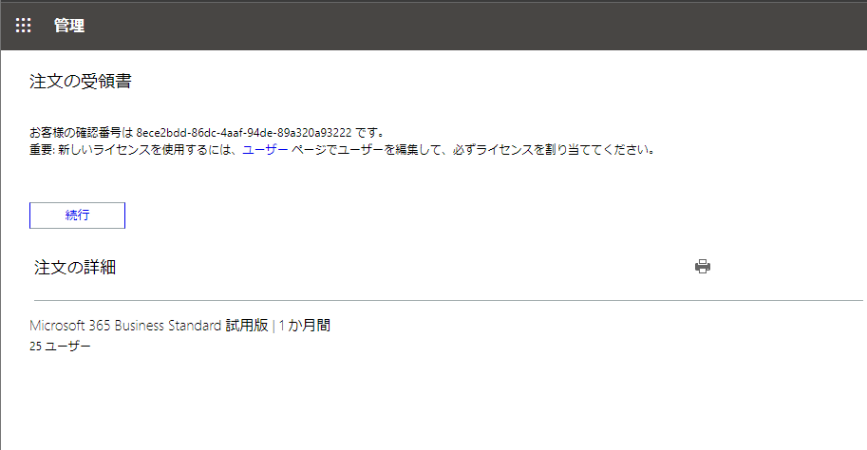 管理
注文の受領書
お客様の確認番号は 8ece2bdd-86dc-4aaf-94de-89a320a93222 です。
重要: 新しいライセンスを使用するには、ユーザー ページでユーザーを編集して、必ずライセンスを割り当ててください。
続行
注文の詳細
Microsoft 365 Business Standard 試用版 | 1 か月間
25 ユーザー